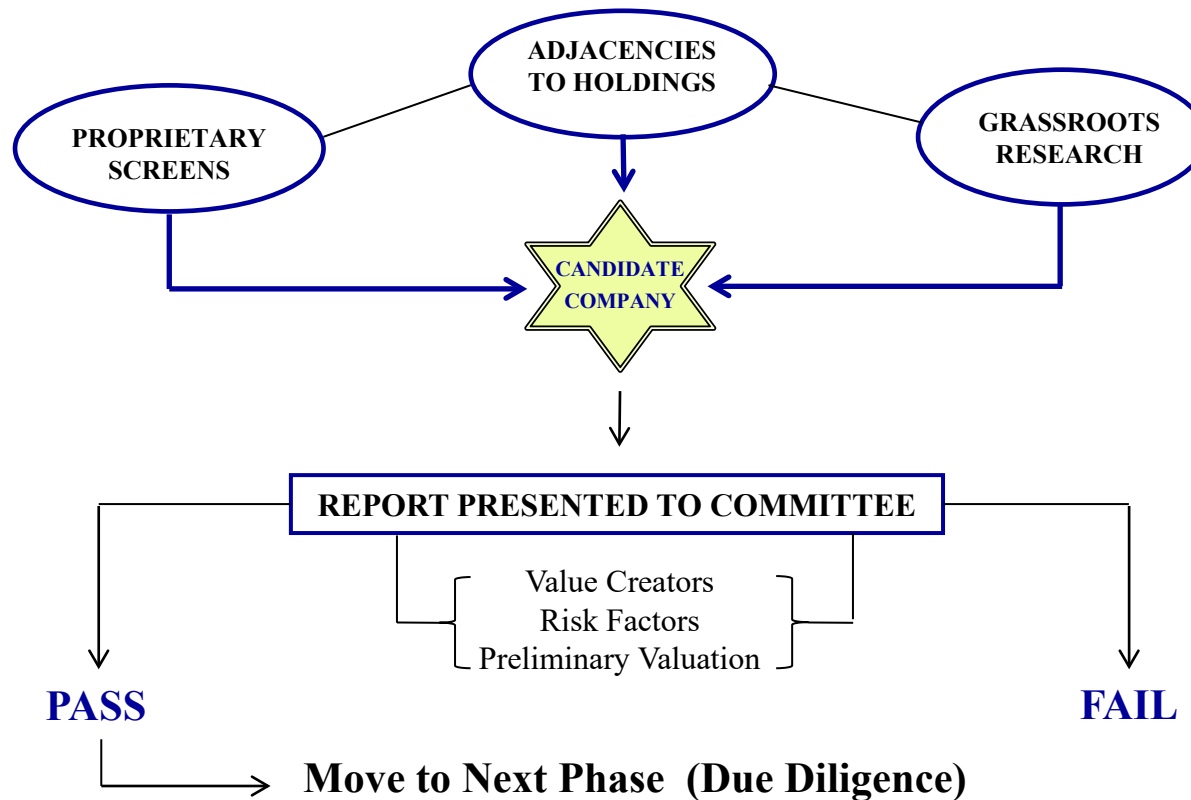 ADJACENCIES
TO HOLDINGS
PROPRIETARY
SCREENS
GRASSROOTS
RESEARCH
CANDIDATE
COMPANY
REPORT PRESENTED TO COMMITTEE
Value Creators
Risk Factors
Preliminary Valuation
PASS
FAIL
Move to Next Phase (Due Diligence)